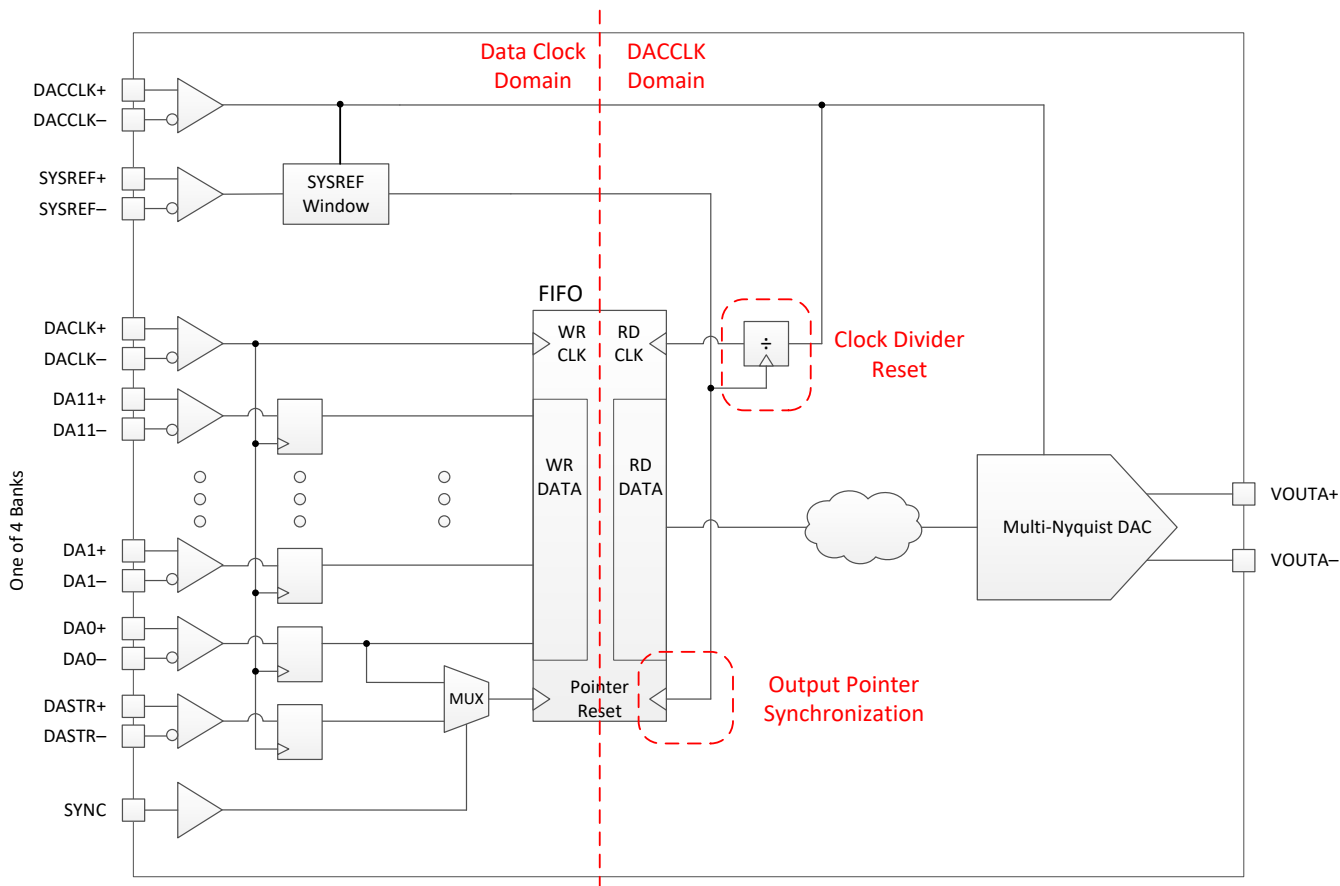 Data Clock
Domain
DACCLK
Domain
DACCLK+
DACCLK–
SYSREF+
SYSREF–
SYSREF
Window
FIFO
DACLK+
DACLK–
WR
CLK
RD
CLK
÷
Clock Divider
Reset
DA11+
DA11–
One of 4 Banks
WR
DATA
RD
DATA
Multi-Nyquist DAC
VOUTA+
VOUTA–
DA1+
DA1–
DA0+
DA0–
DASTR+
DASTR–
MUX
Pointer
Reset
Output Pointer
Synchronization
SYNC